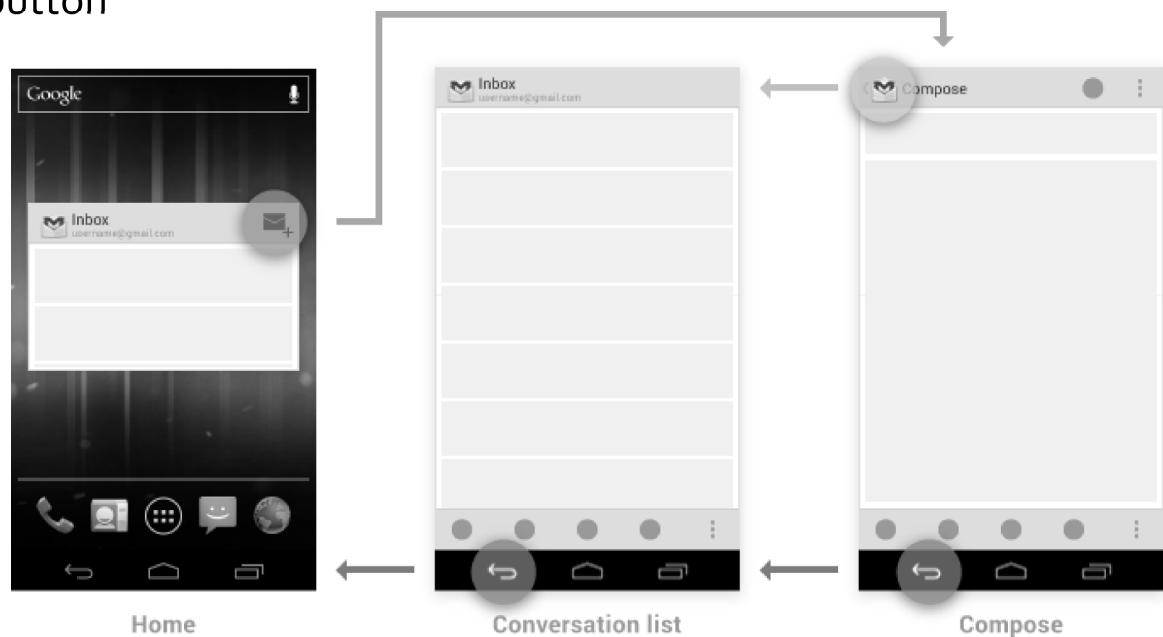 button
Google
Inbox
username@gmail.com
Inbox
username@gmail.com
Compose
Home
Conversation list
Compose